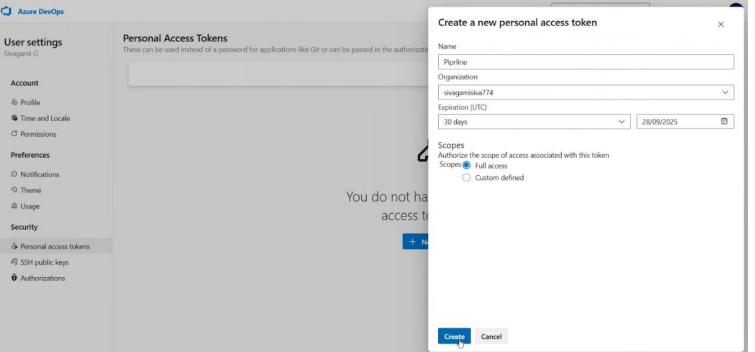 Azure DevOps
User settings
Sivagami G
Account
Profile
Time and Locale
Permissions
Preferences
Notifications
Theme
Usage
Security
Personal access tokens
SSH public keys
Authorizations
Personal Access Tokens
These can be used instead of a password for applications like Git or can be passed in the
You do not
access
Create a new personal access token
Name
Piprline
Organization
sivagamisiva774
Expiration (UTC)
30 days
28/09/2025
Scopes
Authorize the scope of access associated with this token
Scopes Full access
Custom defined
Create
Cancel